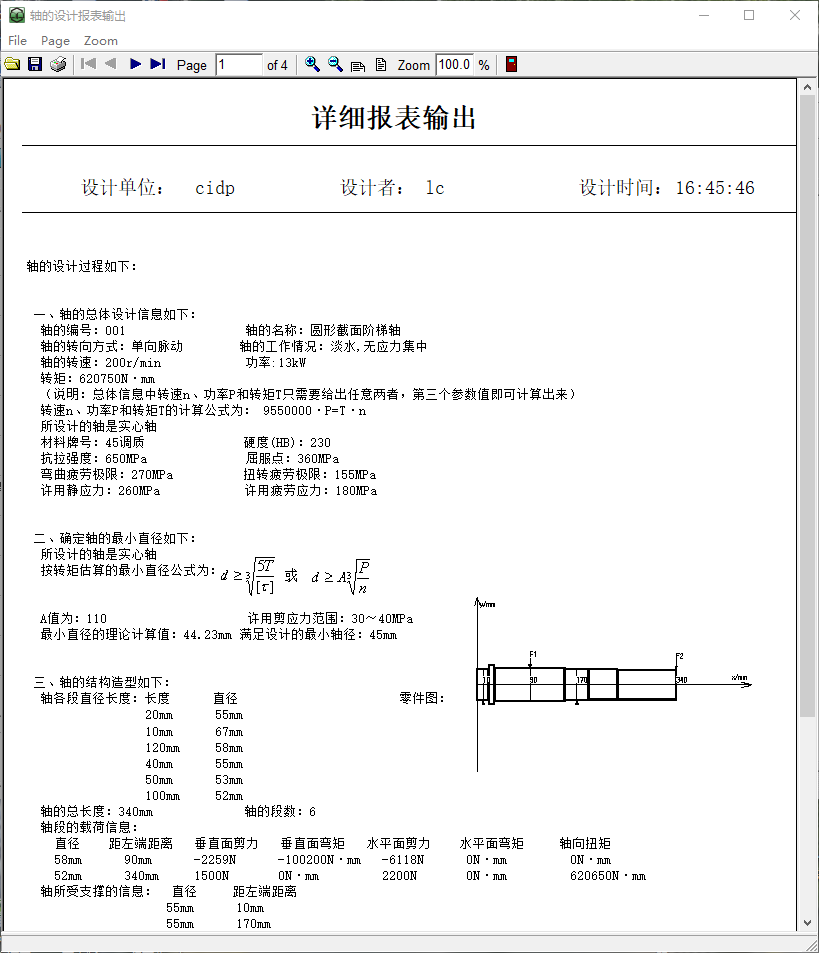 轴的设计报表输出
File Page Zoom
Page 1 of 4 Zoom 100.0 %
详细报表输出
设计单位： cidp 设计者： lc 设计时间：16:45:46
轴的设计过程如下：
一、轴的总体设计信息如下：
轴的编号：001 轴的名称：圆形截面阶梯轴
轴的转向方式：单向脉动 轴的工作情况：淡水,无应力集中
轴的转速：200r/min 功率:13kW
转矩：620750N·mm
（说明：总体信息中转速n、功率P和转矩T只需要给出任意两者，第三个参数值即可计算出来）
转速n、功率P和转矩T的计算公式为： 9550000·P=T·n
所设计的轴是实心轴
材料牌号：45调质 硬度(HB)：230
抗拉强度：650MPa 屈服点：360MPa
弯曲疲劳极限：270MPa 扭转疲劳极限：155MPa
许用静应力：260MPa 许用疲劳应力：180MPa
二、确定轴的最小直径如下：
所设计的轴是实心轴
按转矩估算的最小直径公式为：d ≥ ∛(5T/[τ]) 或 d ≥ A∛(P/n)
A值为：110 许用剪应力范围：30～40MPa
最小直径的理论计算值：44.23mm 满足设计的最小轴径：45mm
y/mm
F1 F2
10 90 170 340 x/mm
三、轴的结构造型如下：
轴各段直径长度：长度 直径 零件图：
20mm 55mm
10mm 67mm
120mm 58mm
40mm 55mm
50mm 53mm
100mm 52mm
轴的总长度：340mm 轴的段数：6
轴段的载荷信息：
直径 距左端距离 垂直面剪力 垂直面弯矩 水平面剪力 水平面弯矩 轴向扭矩
58mm 90mm -2259N -100200N·mm -6118N 0N·mm 0N·mm
52mm 340mm 1500N 0N·mm 2200N 0N·mm 620650N·mm
轴所受支撑的信息： 直径 距左端距离
55mm 10mm
55mm 170mm